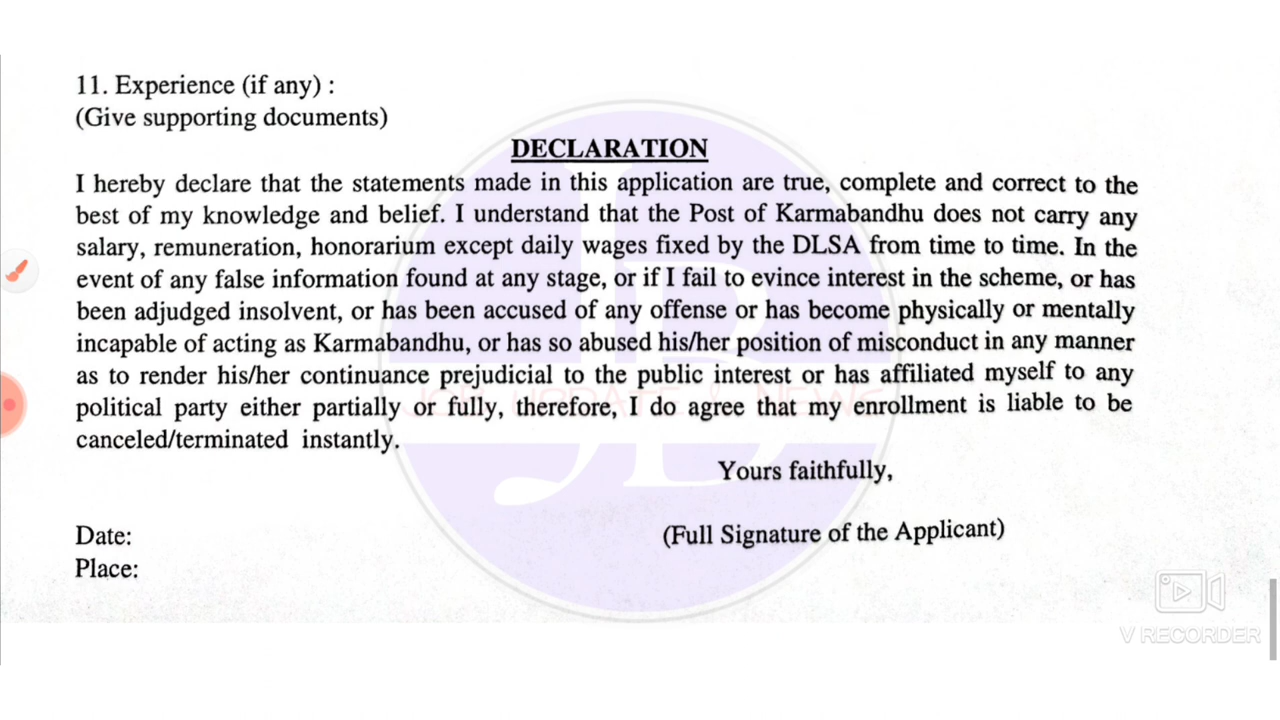 11. Experience (if any) :
(Give supporting documents)
DECLARATION
I hereby declare that the statements made in this application are true, complete and correct to the
best of my knowledge and belief. I understand that the Post of Karmabandhu does not carry any
salary, remuneration, honorarium except daily wages fixed by the DLSA from time to time. In the
event of any false information found at any stage, or if I fail to evince interest in the scheme, or has
been adjudged insolvent, or has been accused of any offense or has become physically or mentally
incapable of acting as Karmabandhu, or has so abused his/her position of misconduct in any manner
as to render his/her continuance prejudicial to the public interest or has affiliated myself to any
political party either partially or fully, therefore, I do agree that my enrollment is liable to be
canceled/terminated instantly.
Yours faithfully,
Date:
(Full Signature of the Applicant)
Place:
V RECORDER